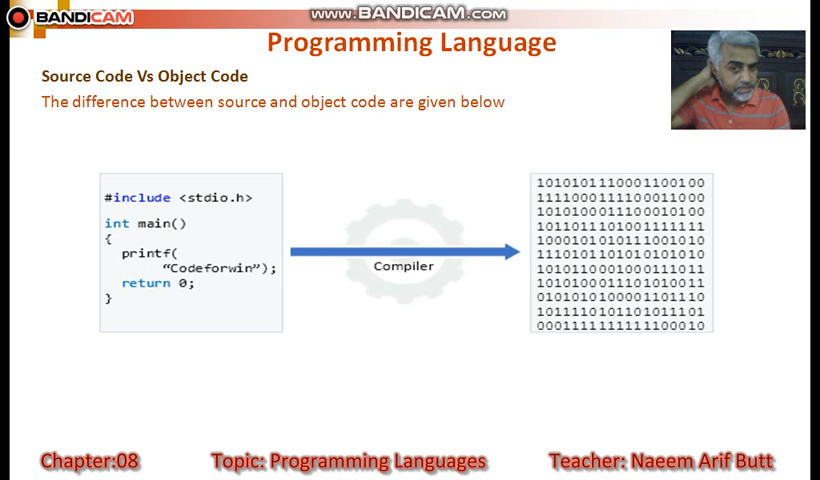 BANDICAM
WWW.BANDICAM.COM
Programming Language
Source Code Vs Object Code
The difference between source and object code are given below
#include <stdio.h>
int main()
{
printf(
“Codeforwin”);
return 0;
}
Compiler
1010101110001100100
1111000111100011000
1010100011100010100
1011011101001111111
1000101010111001010
1110101101010101010
1010110001000111011
1010100011101010011
0101010100001101110
1011110101101011101
0001111111111100010
Chapter:08
Topic: Programming Languages
Teacher: Naeem Arif Butt